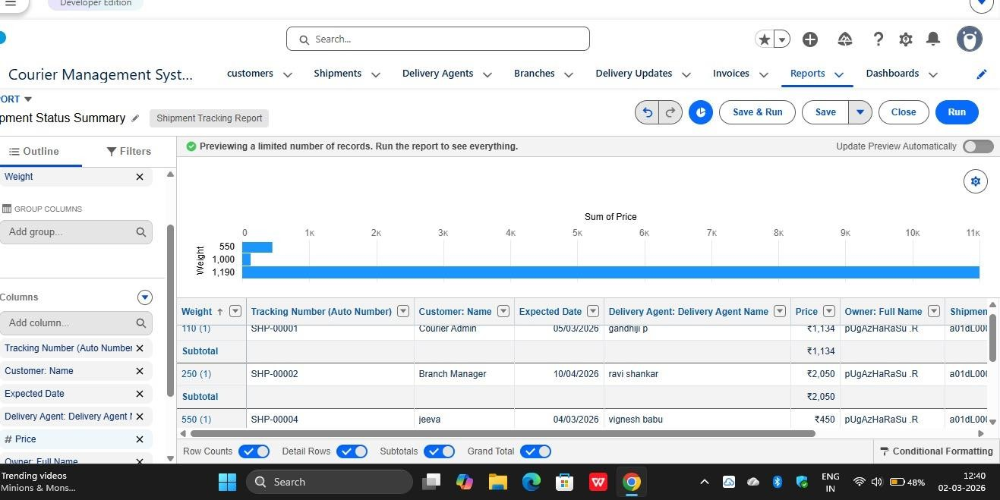 Developer Edition
Search...
Courier Management Syst...
customers
Shipments
Delivery Agents
Branches
Delivery Updates
Invoices
Reports
Dashboards
ORT
pment Status Summary
Shipment Tracking Report
Save & Run
Save
Close
Run
Outline
Filters
Previewing a limited number of records. Run the report to see everything.
Update Preview Automatically
Weight
GROUP COLUMNS
Add group...
Columns
Add column...
Tracking Number (Auto Number
Customer: Name
Expected Date
Delivery Agent: Delivery Agent N
# Price
Owner: Full Name
Sum of Price
0 1K 2K 3K 4K 5K 6K 7K 8K 9K 10K 11K
Weight
550
1,000
1,190
Weight Tracking Number (Auto Number) Customer: Name Expected Date Delivery Agent: Delivery Agent Name Price Owner: Full Name Shipmen
110 (1) SHP-00001 Courier Admin 05/03/2026 gandhiji p ₹1,134 pUgAzHaRaSu .R a01dL000
Subtotal ₹1,134
250 (1) SHP-00002 Branch Manager 10/04/2026 ravi shankar ₹2,050 pUgAzHaRaSu .R a01dL000
Subtotal ₹2,050
550 (1) SHP-00004 jeeva 04/03/2026 vignesh babu ₹450 pUgAzHaRaSu .R a01dL000
Row Counts
Detail Rows
Subtotals
Grand Total
Conditional Formatting
Trending videos
Minions & Mons...
Search
W
ENG
IN
48%
12:40
02-03-2026